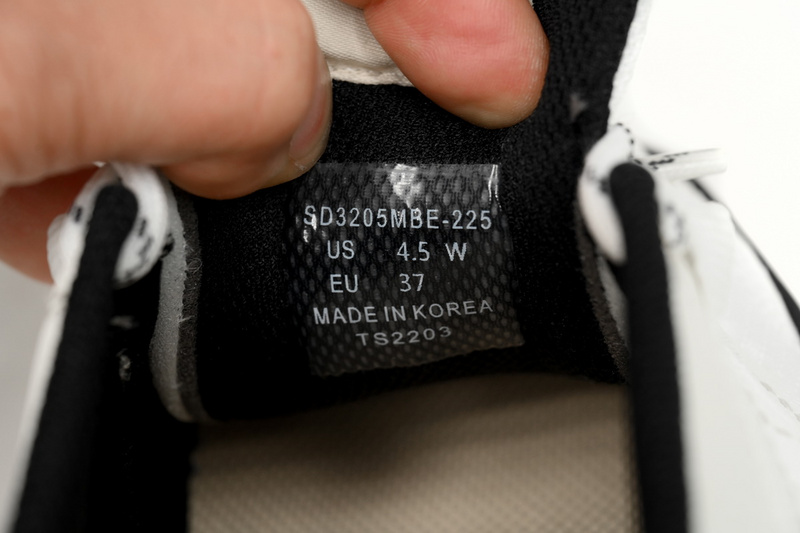 SD3205MBE-225
US 4.5 W
EU 37
MADE IN KOREA
TS2203